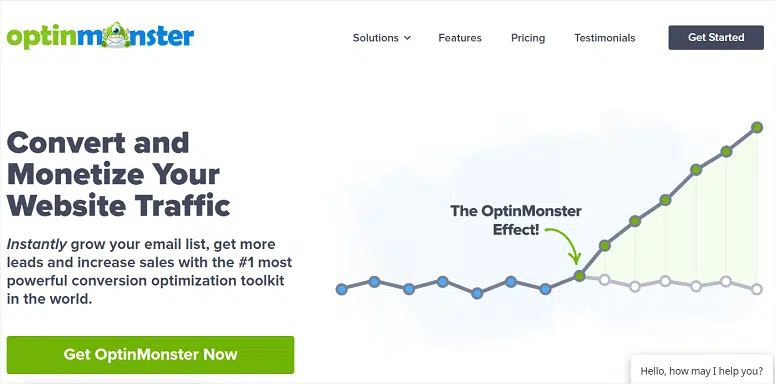 optinmonster
Solutions
Features
Pricing
Testimonials
Get Started
Convert and
Monetize Your
Website Traffic
Instantly grow your email list, get more
leads and increase sales with the #1 most
powerful conversion optimization toolkit
in the world.
Get OptinMonster Now
The OptinMonster
Effect!
Hello, how may I help you?